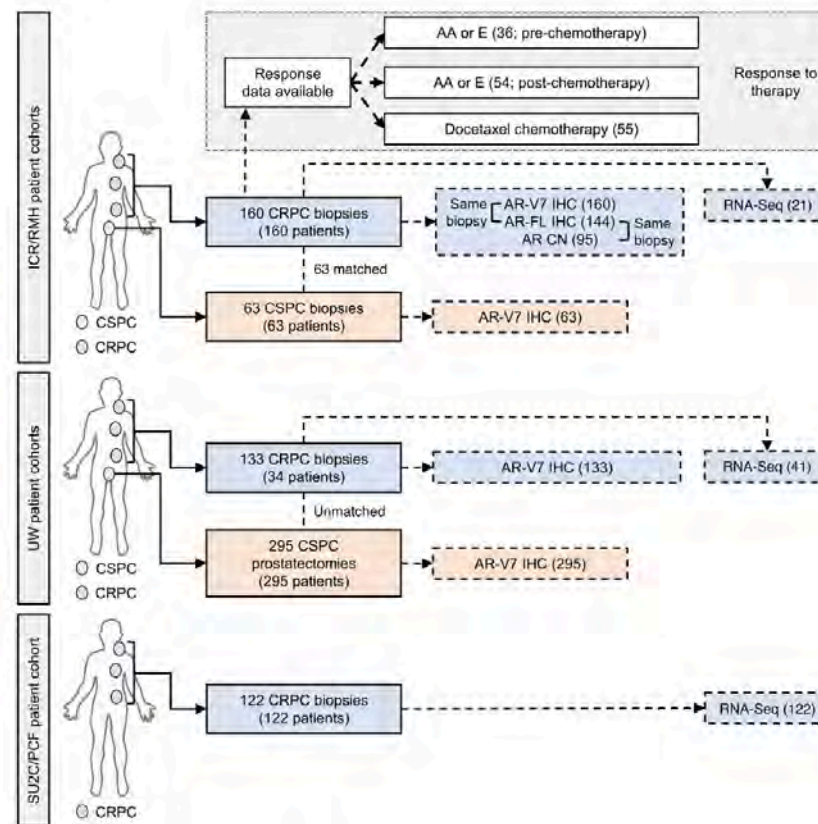 ICR/RMH patient cohorts
AA or E (36; pre-chemotherapy)
Response
data available
AA or E (54; post-chemotherapy)
Response to
therapy
Docetaxel chemotherapy (55)
160 CRPC biopsies
(160 patients)
Same
biopsy
AR-V7 IHC (160)
AR-FL IHC (144)
AR CN (95)
Same
biopsy
RNA-Seq (21)
63 matched
63 CSPC biopsies
(63 patients)
AR-V7 IHC (63)
CSPC
CRPC
UW patient cohorts
133 CRPC biopsies
(34 patients)
AR-V7 IHC (133)
RNA-Seq (41)
Unmatched
295 CSPC
prostatectomies
(295 patients)
AR-V7 IHC (295)
CSPC
CRPC
SU2C/PCF patient cohort
122 CRPC biopsies
(122 patients)
RNA-Seq (122)
CRPC